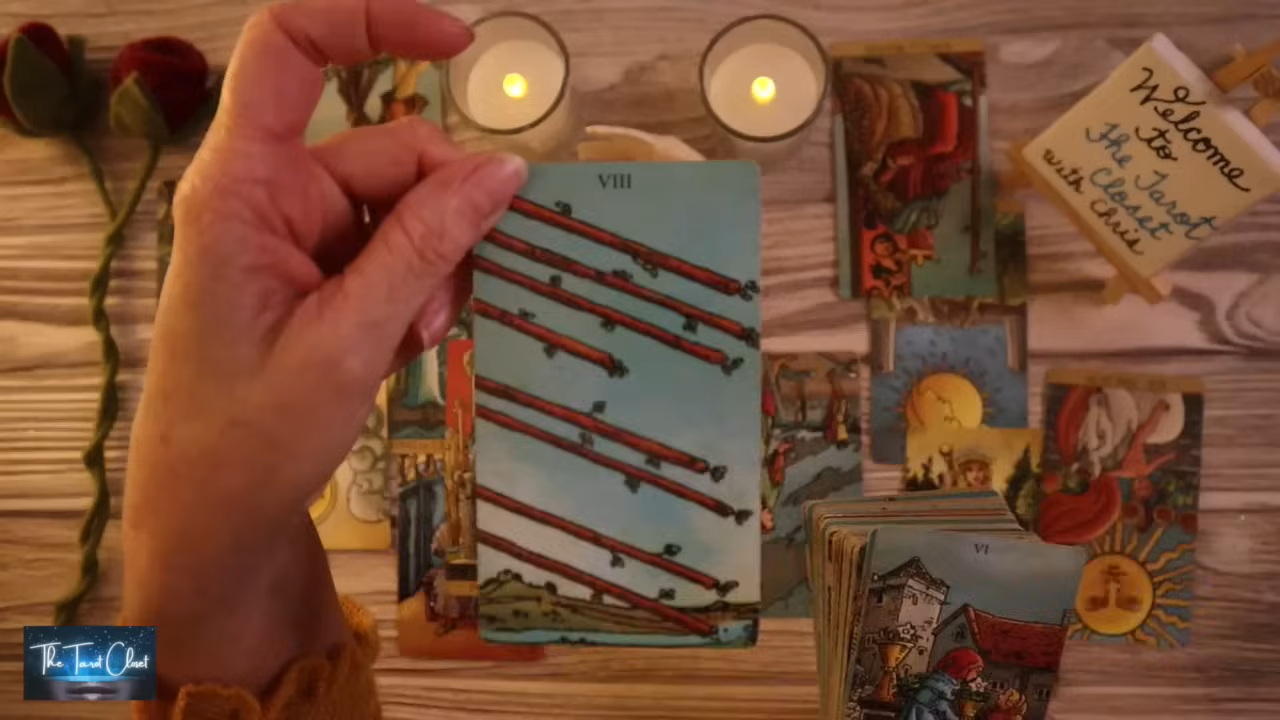 VIII
Welcome
to
The Tarot
Closet
with Chris
VI
The Tarot Closet